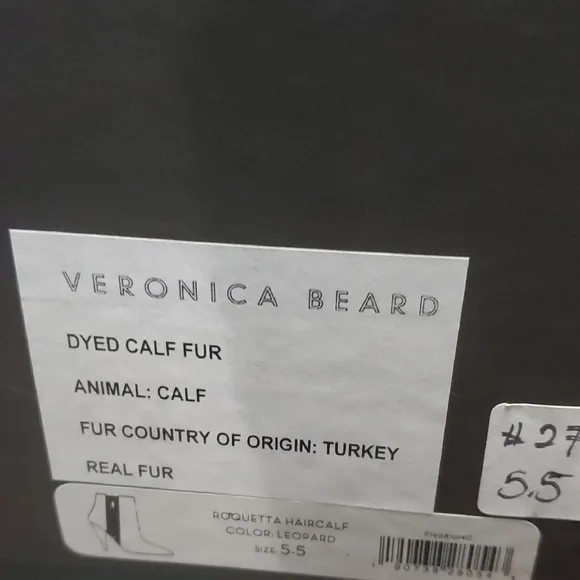 VERONICA BEARD
DYED CALF FUR
ANIMAL: CALF
FUR COUNTRY OF ORIGIN: TURKEY
REAL FUR
#27
5.5
ROQUETTA HAIRCALF
COLOR: LEOPARD
SIZE: 5-5